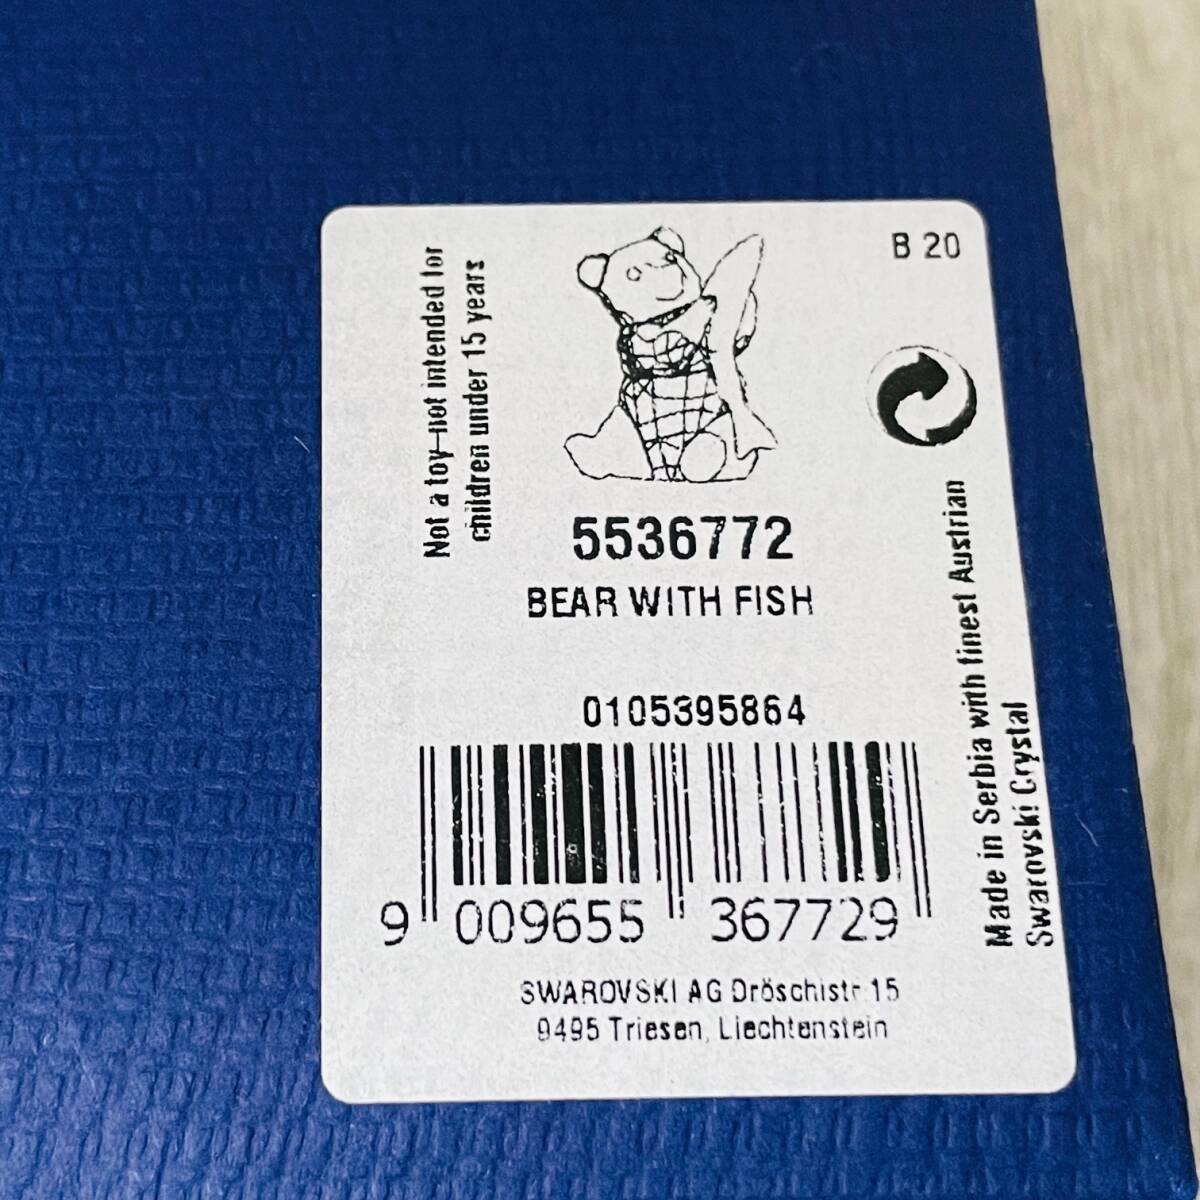 B 20
Not a toy-not intended for
children under 15 years
5536772
BEAR WITH FISH
0105395864
9 009655 367729
Made in Serbia with finest Austrian
Swarovski Crystal
SWAROVSKI AG Dröschistr 15
9495 Triesen, Liechtenstein